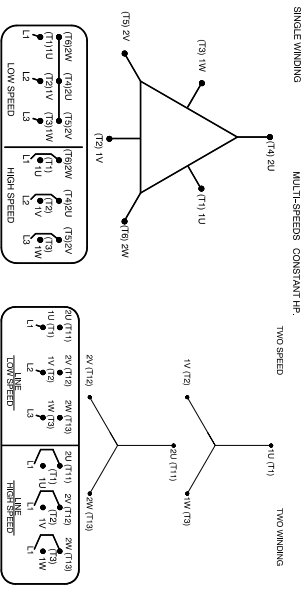 SINGLE WINDING MULTI-SPEEDS CONSTANT HP.
(T4) 2U
(T3) 1W
(T1) 1U
(T5) 2V
(T2) 1V
(T6) 2W
(T6)2W (T4)2U (T5)2V
(T1)1U (T2)1V (T3)1W
L1 L2 L3
LOW SPEED
(T6)2W (T4)2U (T5)2V
(T1) (T2) (T3)
1U 1V 1W
L1 L2 L3
HIGH SPEED
TWO SPEED TWO WINDING
1U (T1)
1V (T2)
1W (T3)
2U (T11)
2V (T12)
2W (T13)
2U (T11) 2V (T12) 2W (T13)
1U (T1) 1V (T2) 1W (T3)
L1 L2 L3
LINE
LOW SPEED
2U (T11) 2V (T12) 2W (T13)
(T1) (T2) (T3)
1U 1V 1W
L1 L1 L1
LINE
HIGH SPEED